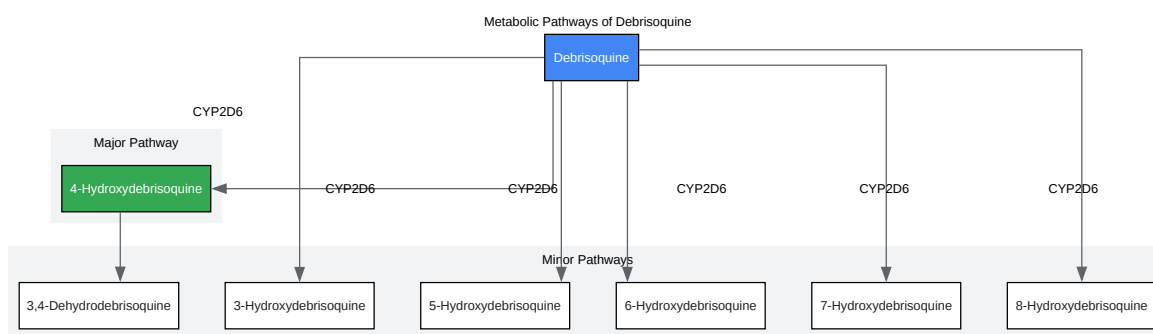 Metabolic Pathways of Debrisoquine
Debrisoquine
CYP2D6
Major Pathway
4-Hydroxydebrisoquine
CYP2D6
CYP2D6
CYP2D6
CYP2D6
CYP2D6
Minor Pathways
3,4-Dehydrodebrisoquine
3-Hydroxydebrisoquine
5-Hydroxydebrisoquine
6-Hydroxydebrisoquine
7-Hydroxydebrisoquine
8-Hydroxydebrisoquine